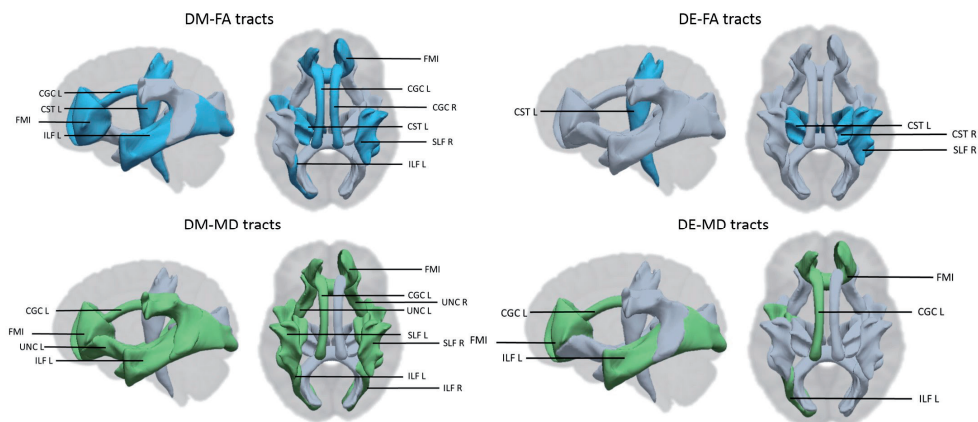 DM-FA tracts
CGC L
CST L
FMI
ILF L
FMI
CGC L
CGC R
CST L
SLF R
ILF L
DE-FA tracts
CST L
CST L
CST R
SLF R
DM-MD tracts
CGC L
FMI
UNC L
ILF L
FMI
CGC L
UNC R
UNC L
SLF L
SLF R
ILF L
ILF R
DE-MD tracts
CGC L
FMI
ILF L
FMI
CGC L
ILF L